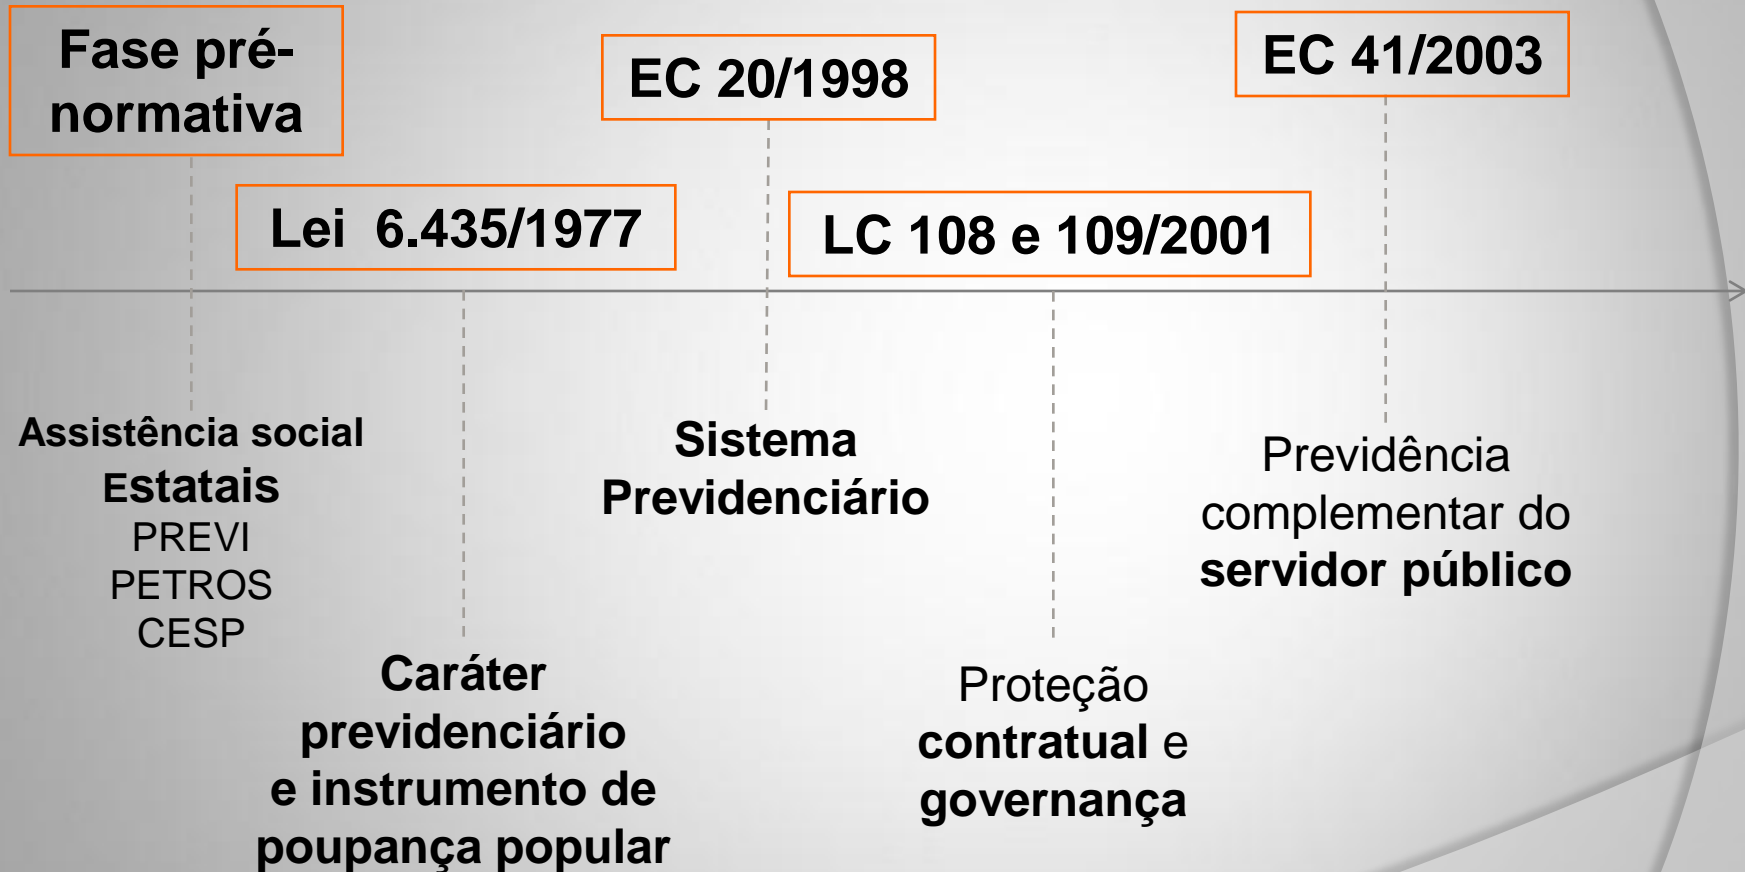 Fase pré-
normativa
EC 20/1998
EC 41/2003
Lei 6.435/1977
LC 108 e 109/2001
Assistência social
Estatais
PREVI
PETROS
CESP
Caráter
previdenciário
e instrumento de
poupança popular
Sistema
Previdenciário
Proteção
contratual e
governança
Previdência
complementar do
servidor público